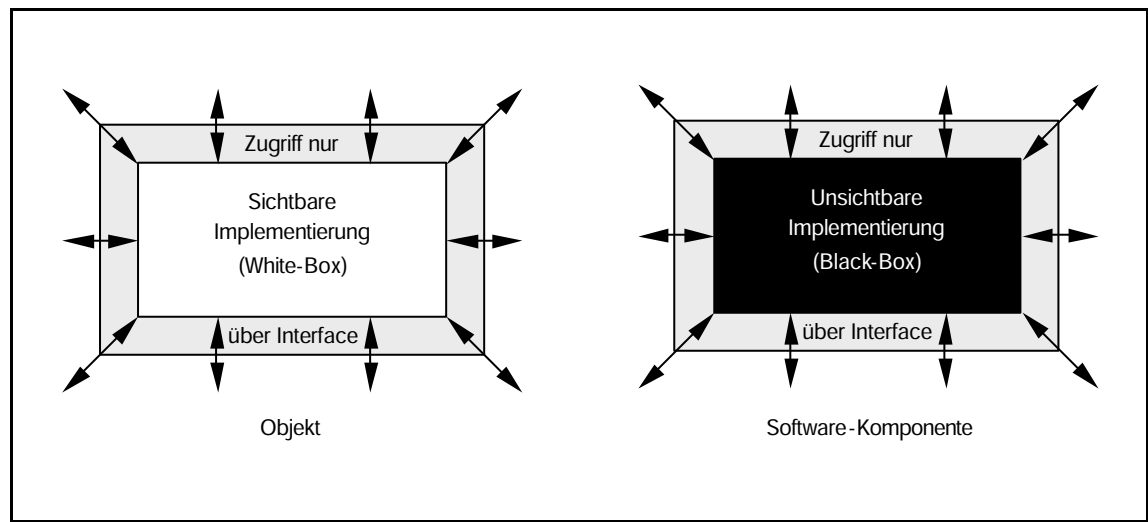 Zugriff nur
Sichtbare
Implementierung
(White-Box)
über Interface
Objekt
Zugriff nur
Unsichtbare
Implementierung
(Black-Box)
über Interface
Software-Komponente